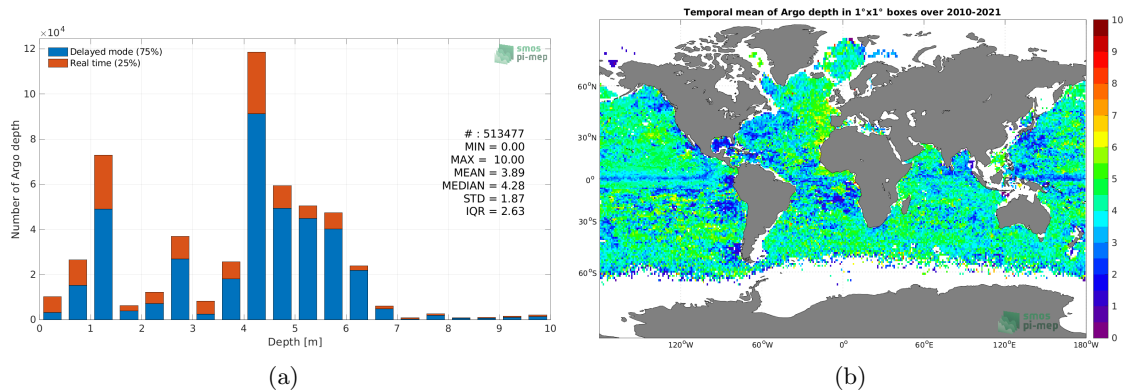 ×10⁴
12
10
8
6
4
2
0
Number of Argo depth
Delayed mode (75%)
Real time (25%)
smos
pi-mep
# : 513477
MIN = 0.00
MAX = 10.00
MEAN = 3.89
MEDIAN = 4.28
STD = 1.87
IQR = 2.63
0 1 2 3 4 5 6 7 8 9 10
Depth [m]
(a)
Temporal mean of Argo depth in 1°x1° boxes over 2010-2021
60°N
30°N
0°
30°S
60°S
120°W 60°W 0° 60°E 120°E 180°W
smos
pi-mep
10
9
8
7
6
5
4
3
2
1
0
(b)